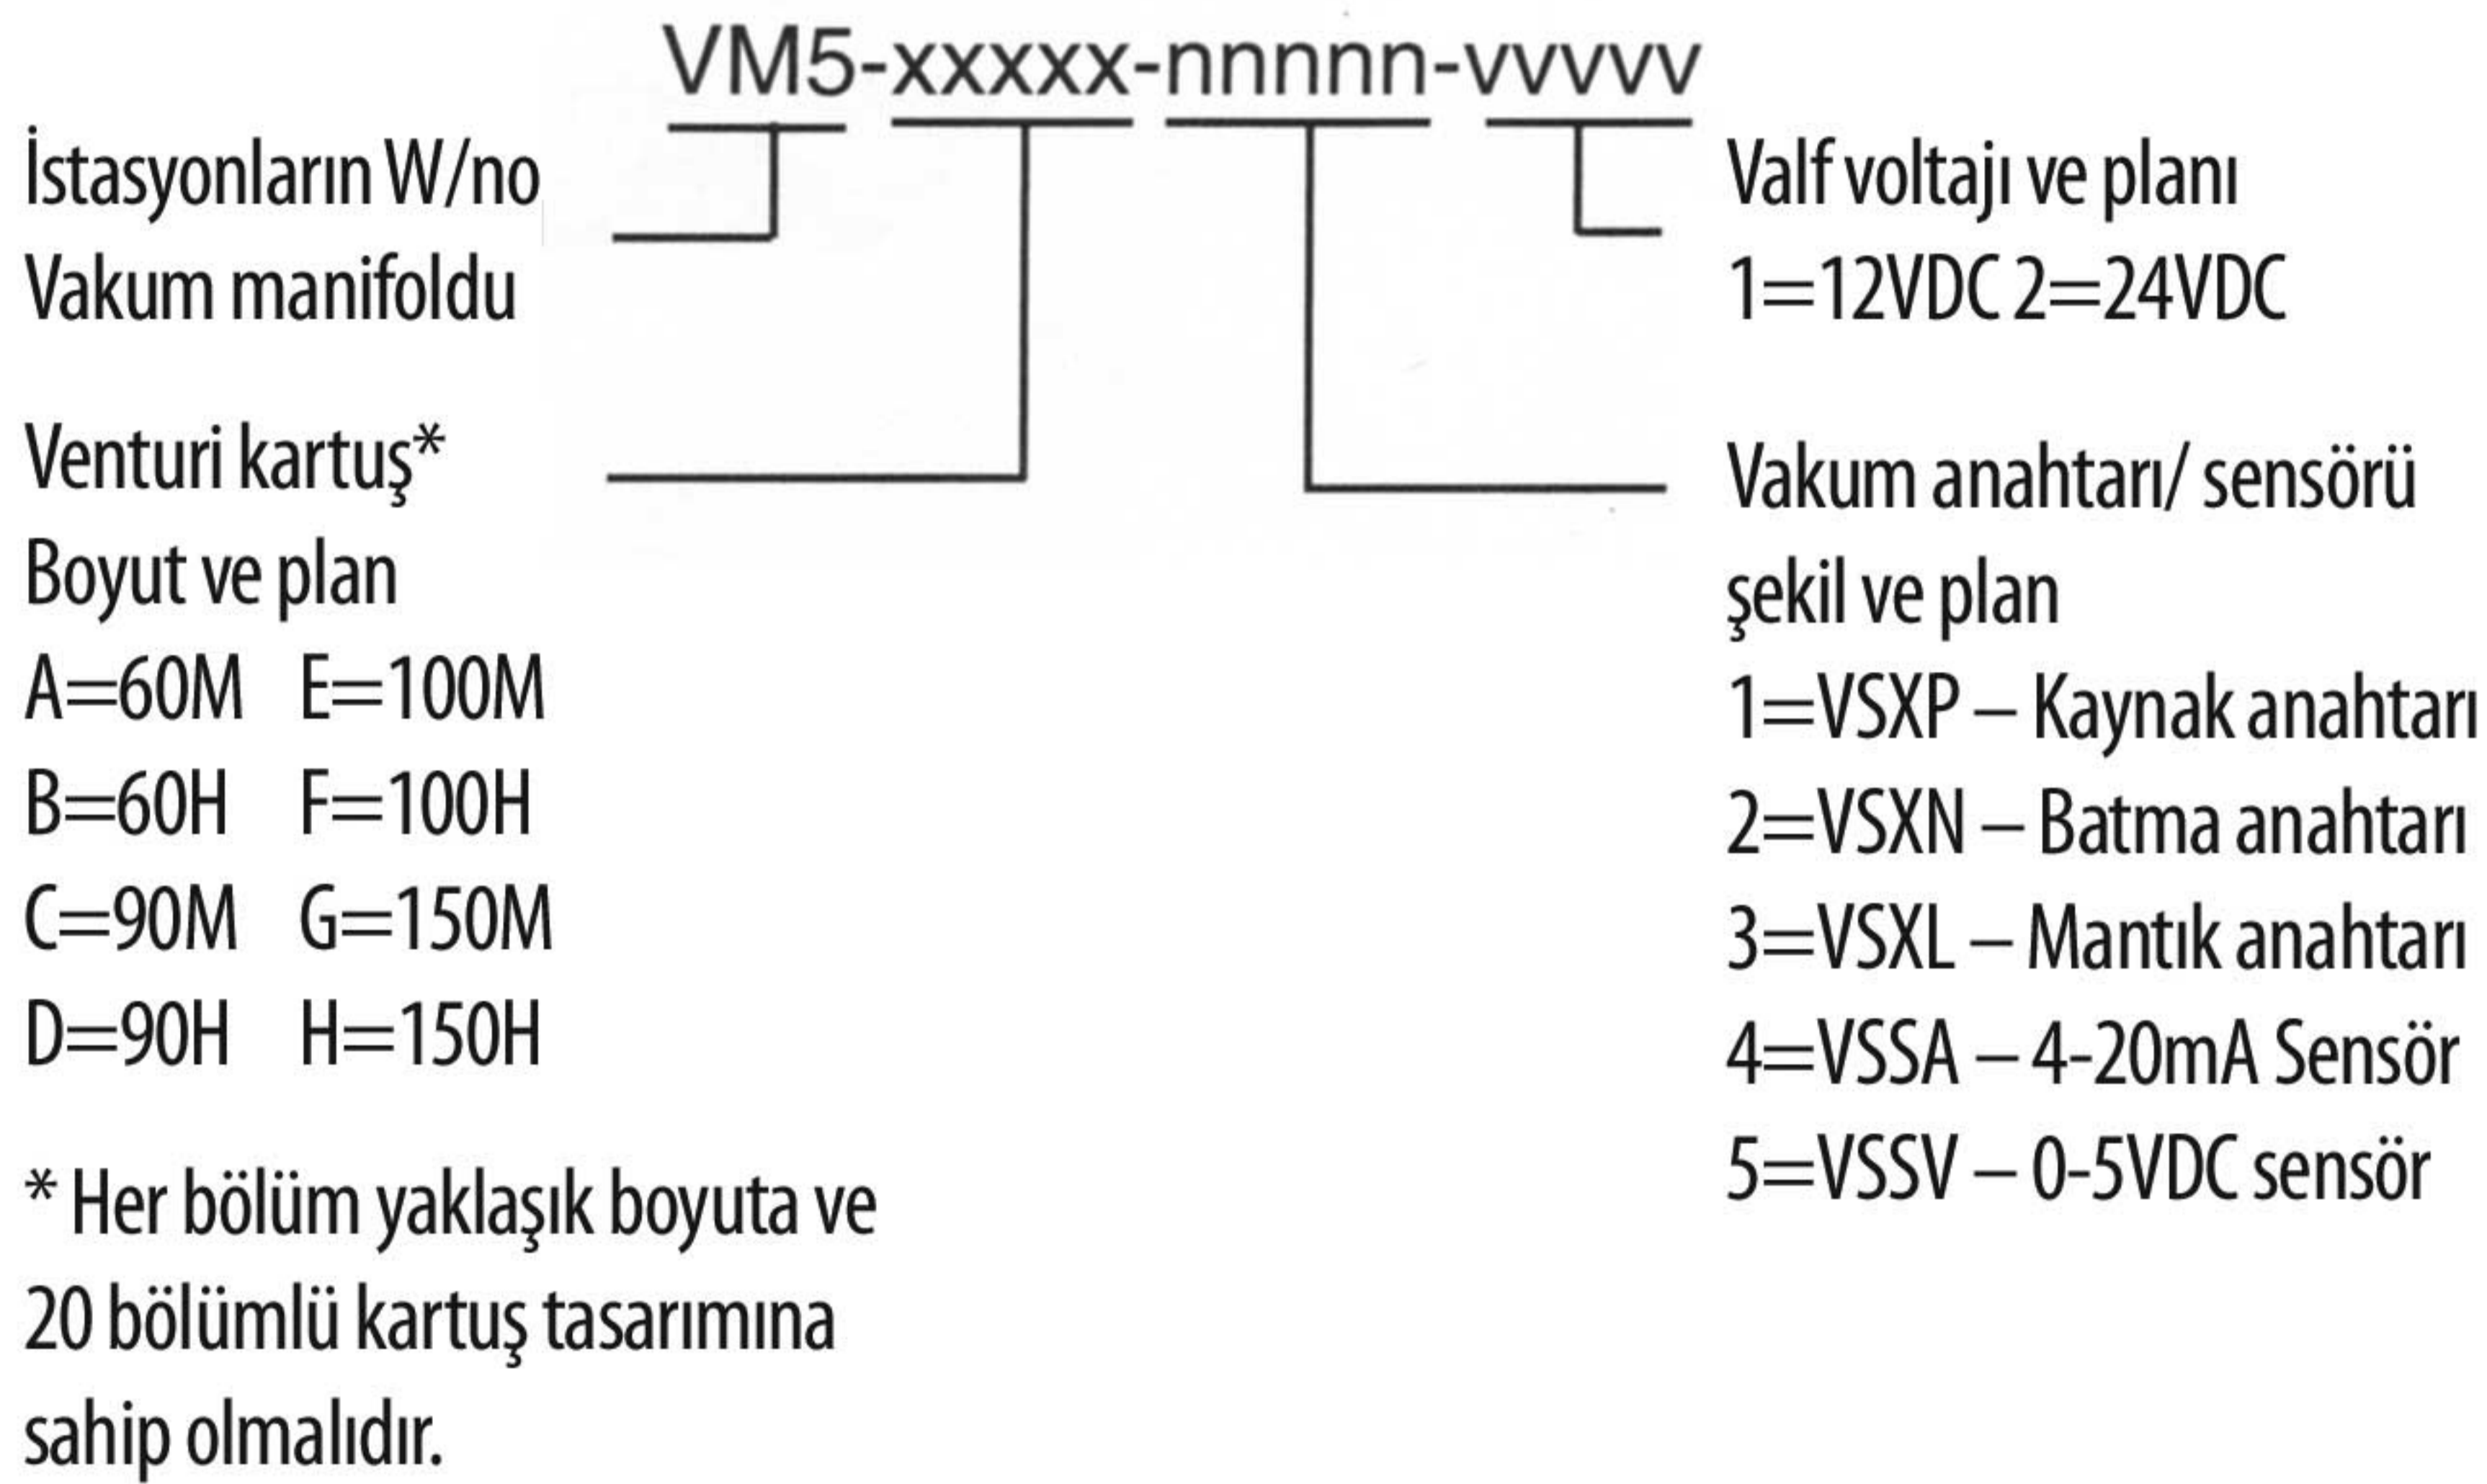 VM5-xxxxx-nnnnn-vvvvv
İstasyonların W/no
Vakum manifoldu
Venturi kartuş*
Boyut ve plan
A=60M E=100M
B=60H F=100H
C=90M G=150M
D=90H H=150H
* Her bölüm yaklaşık boyuta ve
20 bölümlü kartuş tasarımına
sahip olmalıdır.
Valf voltajı ve planı
1=12VDC 2=24VDC
Vakum anahtarı/ sensörü
şekil ve plan
1=VSXP – Kaynak anahtarı
2=VSXN – Batma anahtarı
3=VSXL – Mantık anahtarı
4=VSSA – 4-20mA Sensör
5=VSSV – 0-5VDC sensör